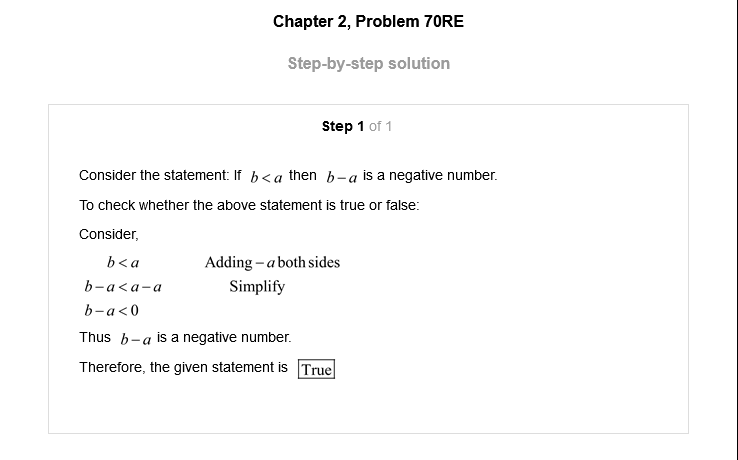 Chapter 2, Problem 70RE
Step-by-step solution
Step 1 of 1
Consider the statement: If b < a then b – a is a negative number.
To check whether the above statement is true or false:
Consider,
b < a Adding – a both sides
b – a < a – a Simplify
b – a < 0
Thus b – a is a negative number.
Therefore, the given statement is True